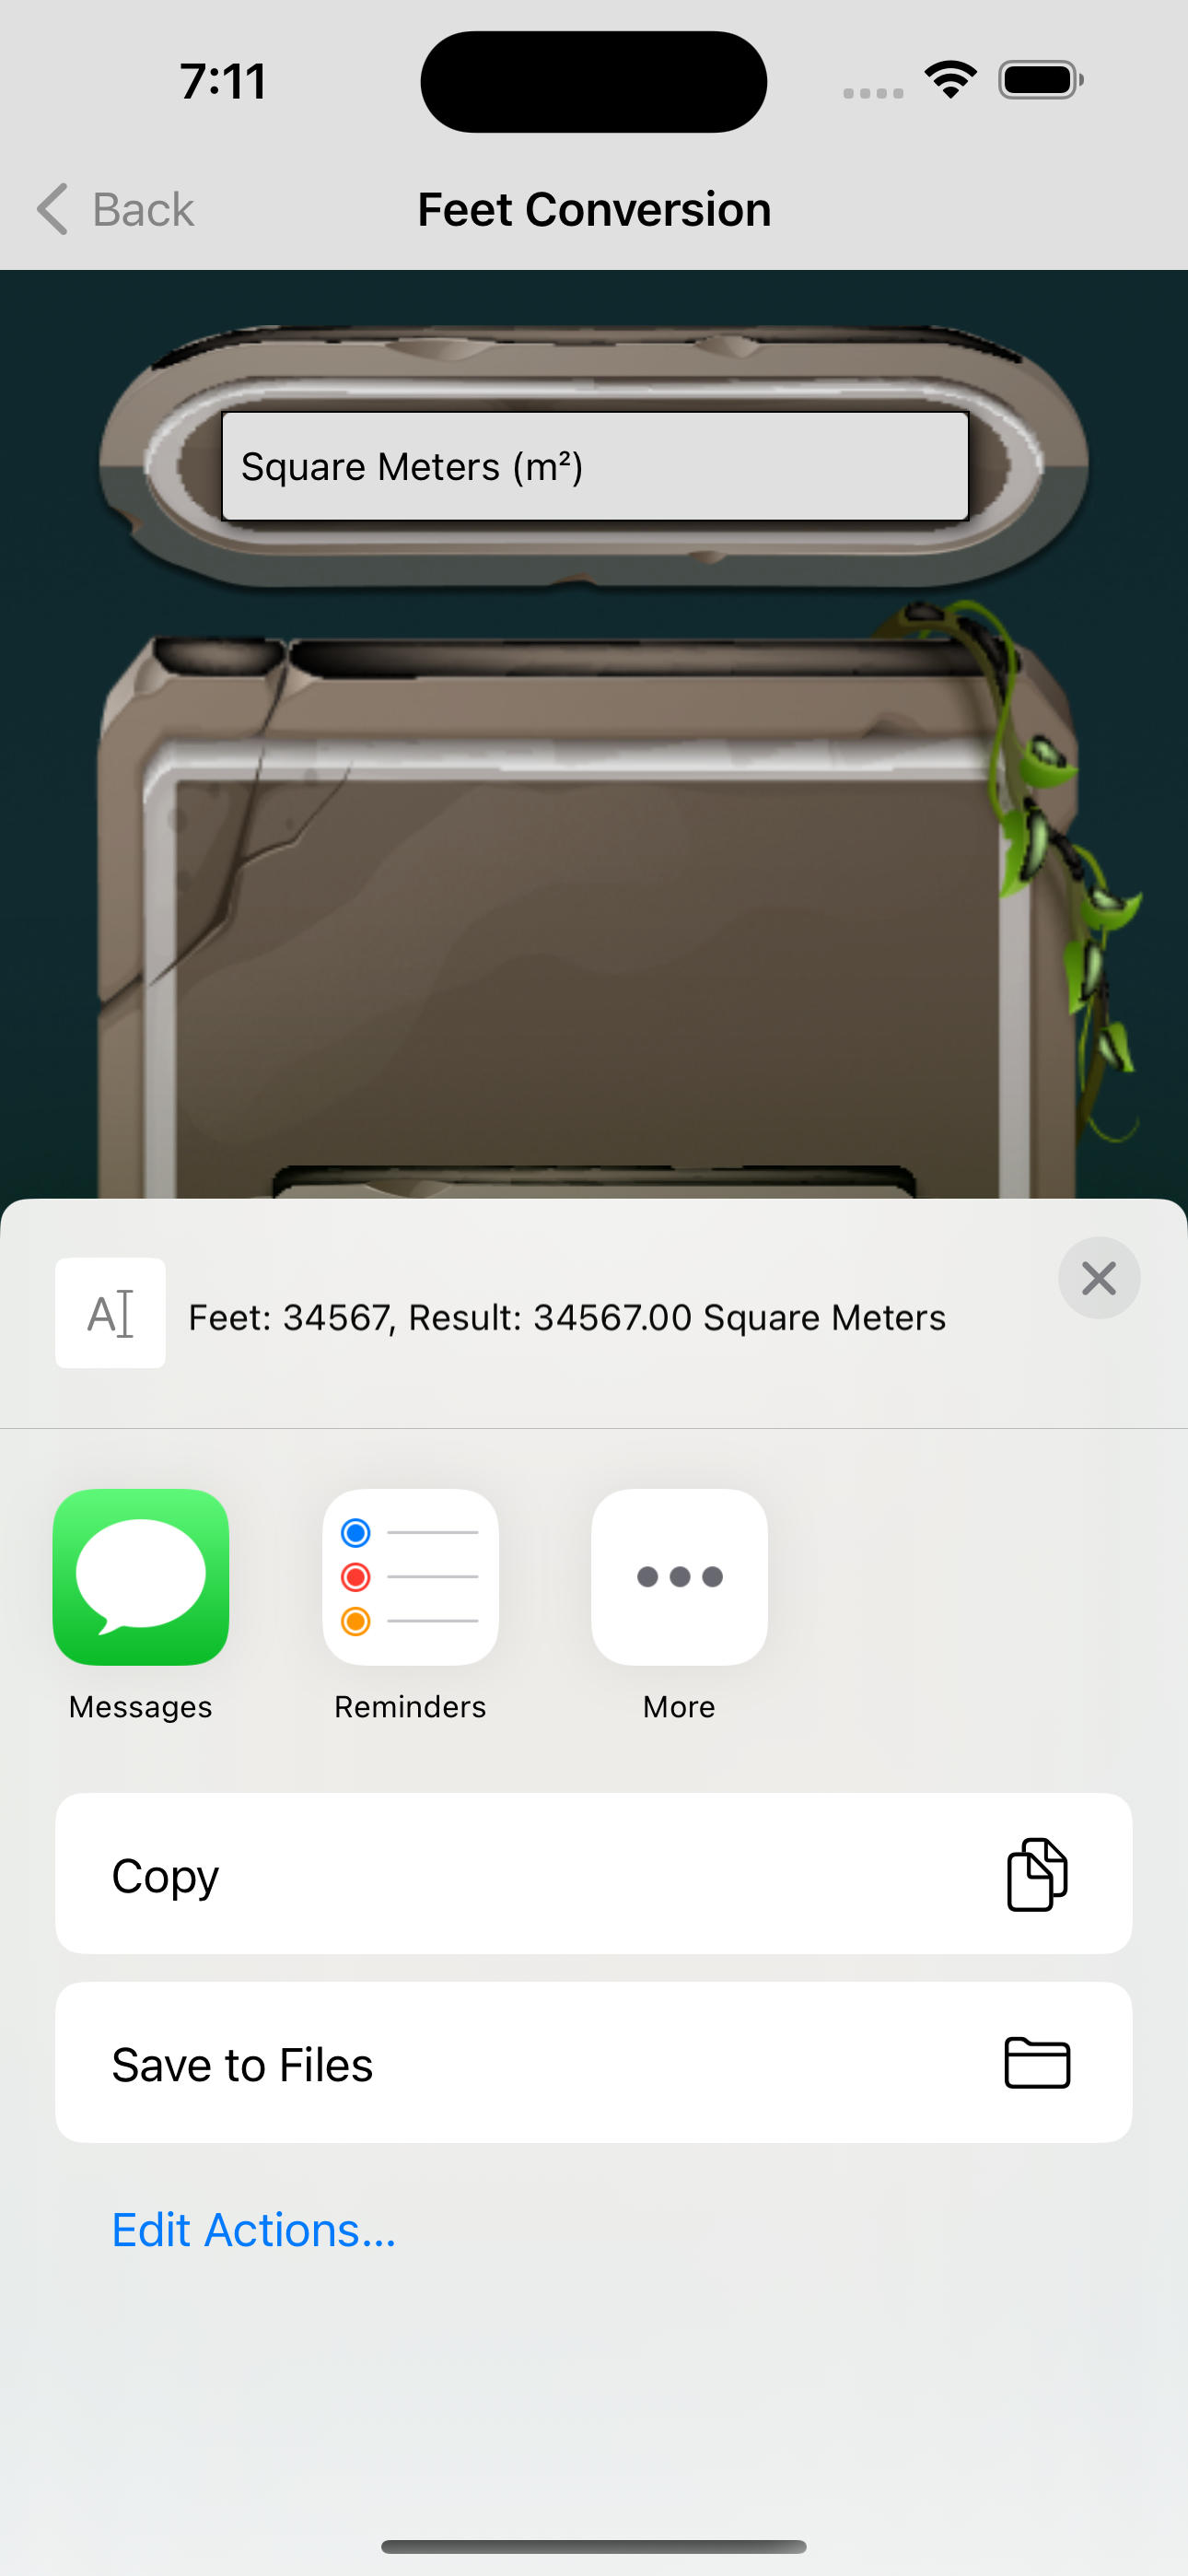 7:11
Back
Feet Conversion
Square Meters (m²)
A
Feet: 34567, Result: 34567.00 Square Meters
Messages
Reminders
More
Copy
Save to Files
Edit Actions...